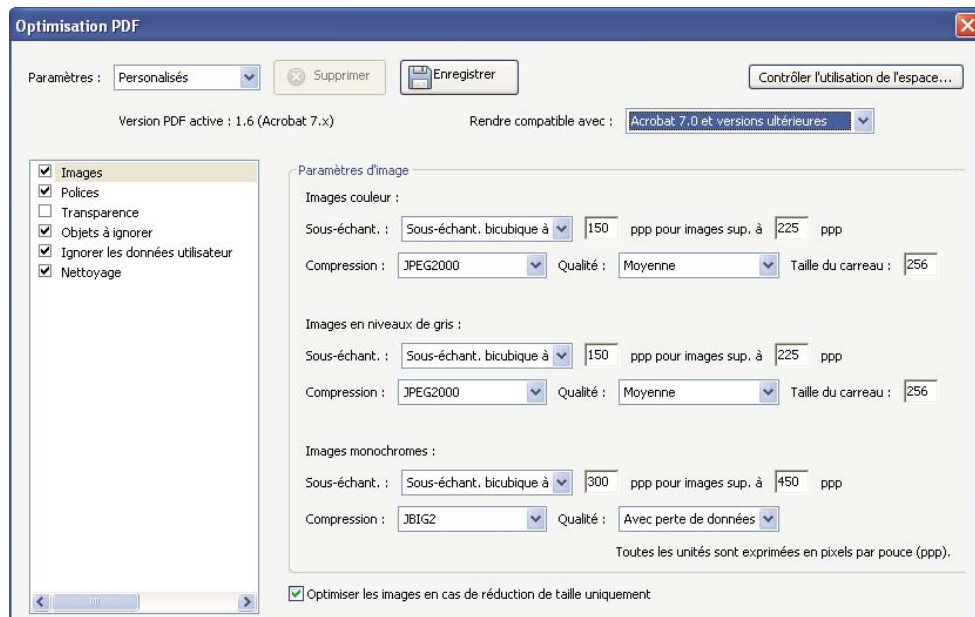 Optimisation PDF
Paramètres : Personalisés Supprimer Enregistrer Contrôler l'utilisation de l'espace...
Version PDF active : 1.6 (Acrobat 7.x) Rendre compatible avec : Acrobat 7.0 et versions ultérieures
Images
Polices
Transparence
Objets à ignorer
Ignorer les données utilisateur
Nettoyage
Paramètres d'image
Images couleur :
Sous-échant. : Sous-échant. bicubique à 150 ppp pour images sup. à 225 ppp
Compression : JPEG2000 Qualité : Moyenne Taille du carreau : 256
Images en niveaux de gris :
Sous-échant. : Sous-échant. bicubique à 150 ppp pour images sup. à 225 ppp
Compression : JPEG2000 Qualité : Moyenne Taille du carreau : 256
Images monochromes :
Sous-échant. : Sous-échant. bicubique à 300 ppp pour images sup. à 450 ppp
Compression : JBIG2 Qualité : Avec perte de données
Toutes les unités sont exprimées en pixels par pouce (ppp).
Optimiser les images en cas de réduction de taille uniquement